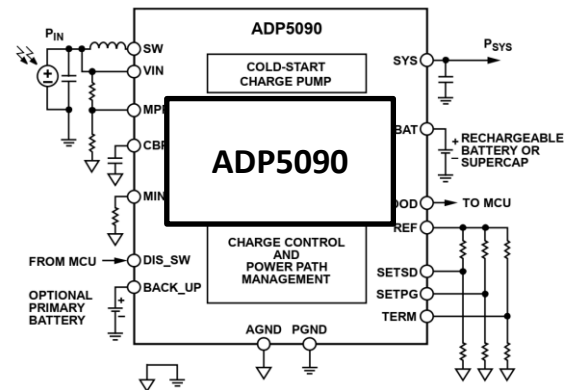 ADP5090
PIN
SW
VIN
MPP
CBP
MIN
FROM MCU
DIS_SW
BACK_UP
OPTIONAL
PRIMARY
BATTERY
COLD-START
CHARGE PUMP
ADP5090
CHARGE CONTROL
AND
POWER PATH
MANAGEMENT
AGND PGND
SYS
PSYS
BAT
+
RECHARGEABLE
BATTERY OR
SUPERCAP
OOD
TO MCU
REF
SETSD
SETPG
TERM